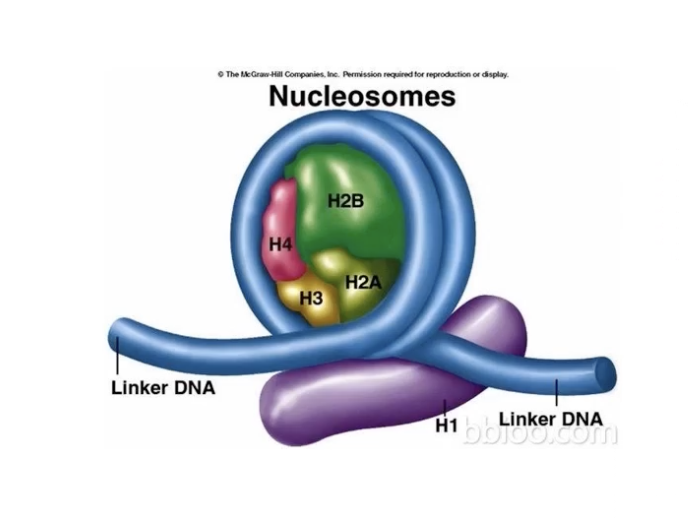 © The McGraw-Hill Companies, Inc. Permission required for reproduction or display.
Nucleosomes
H2B
H4
H2A
H3
Linker DNA
H1
Linker DNA
bbioo.com